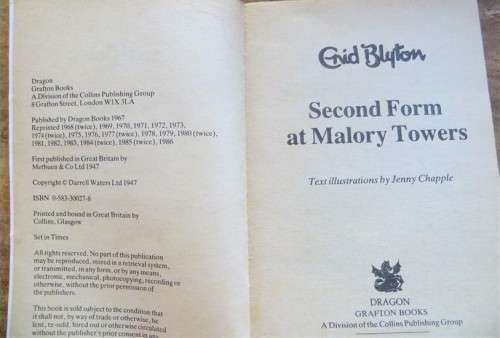 Dragon
Grafton Books
A Division of the Collins Publishing Group
8 Grafton Street, London W1X 3LA
Published by Dragon Books 1967
Reprinted 1968 (twice), 1969, 1970, 1971, 1972, 1973,
1974 (twice), 1975, 1976, 1977 (twice), 1978, 1979, 1980 (twice),
1981, 1982, 1983, 1984 (twice), 1985 (twice), 1986
First published in Great Britain by
Methuen & Co Ltd 1947
Copyright © Darrell Waters Ltd 1947
ISBN 0-583-30027-8
Printed and bound in Great Britain by
Collins, Glasgow
Set in Times
All rights reserved. No part of this publication
may be reproduced, stored in a retrieval system,
or transmitted, in any form, or by any means,
electronic, mechanical, photocopying, recording or
otherwise, without the prior permission of
the publishers.
This book is sold subject to the condition that
it shall not, by way of trade or otherwise, be
lent, re-sold, hired out or otherwise circulated
without the publisher's prior consent in any
Enid Blyton
Second Form
at Malory Towers
Text illustrations by Jenny Chapple
DRAGON
GRAFTON BOOKS
A Division of the Collins Publishing Group